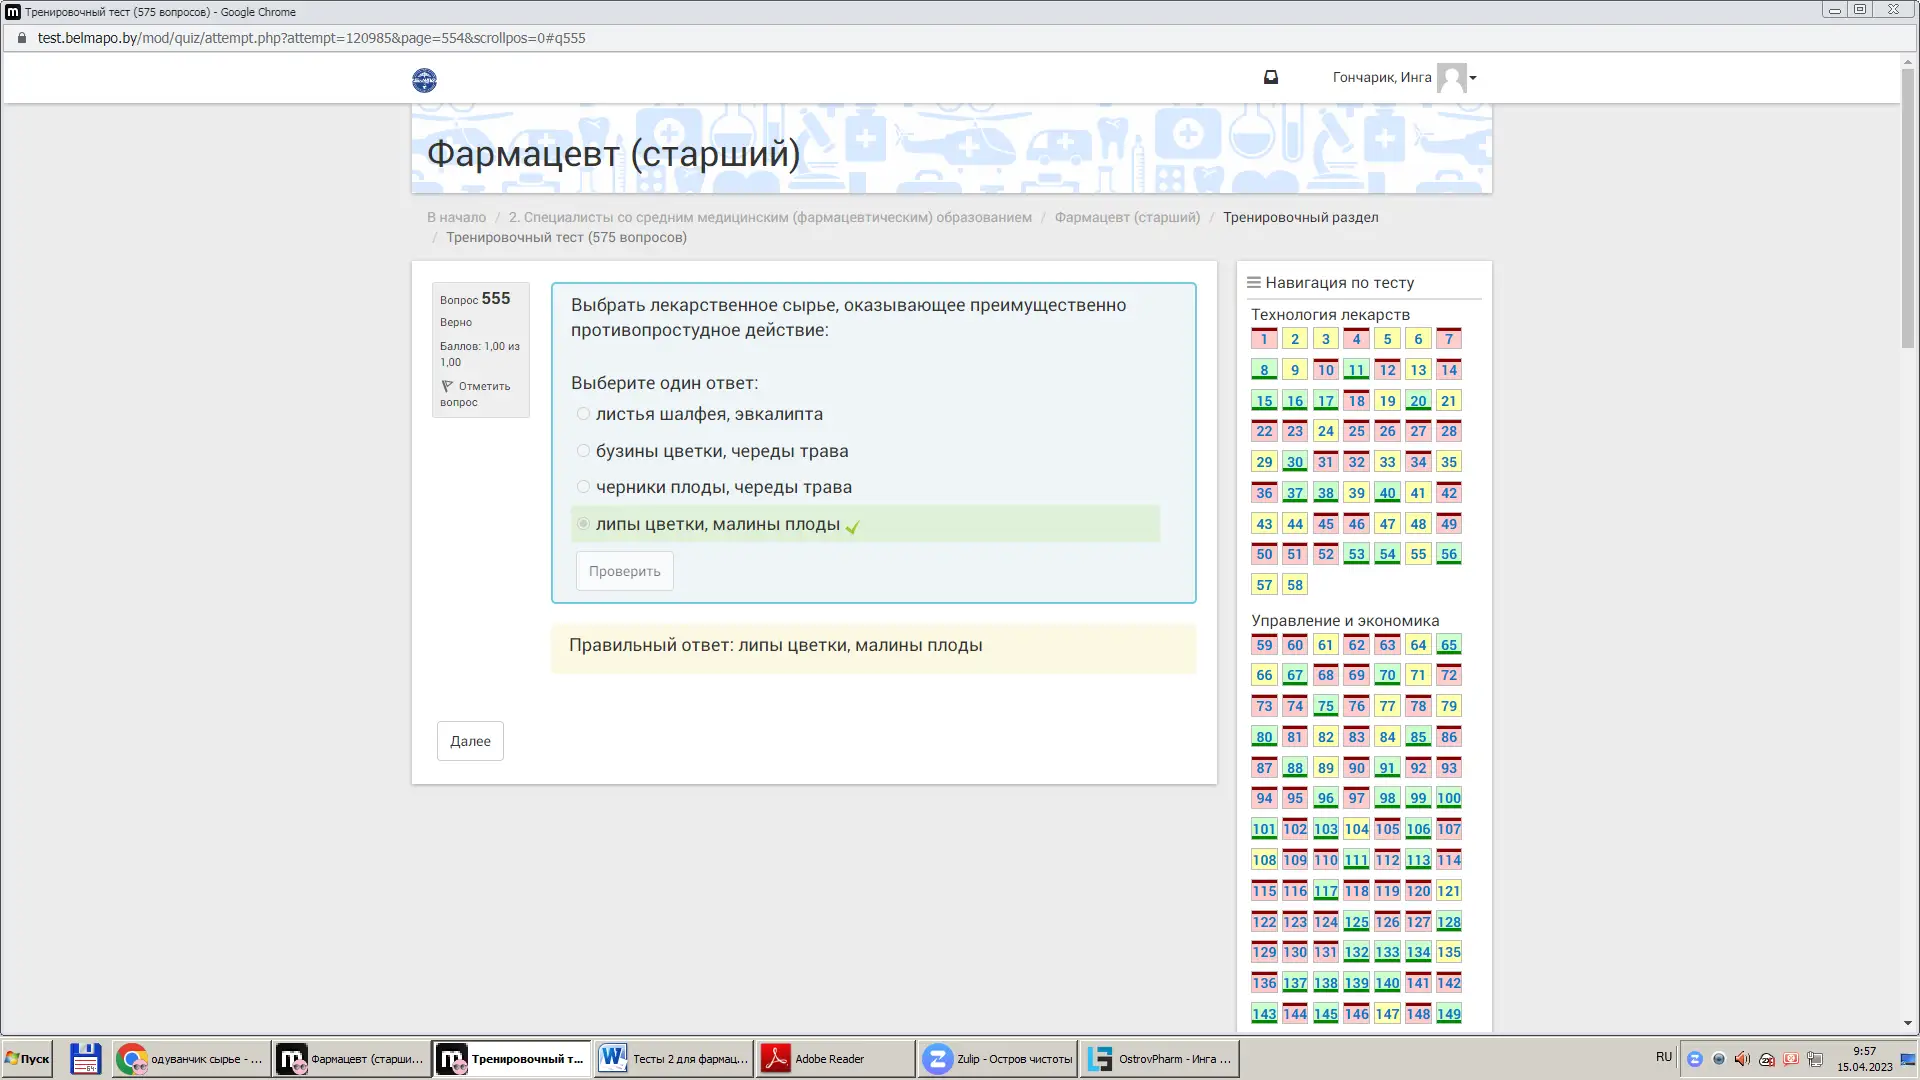 Тренировочный тест (575 вопросов) - Google Chrome
test.belmapo.by/mod/quiz/attempt.php?attempt=120985&page=554&scrollpos=0#q555
Гончарик, Инга
Фармацевт (старший)
В начало / 2. Специалисты со средним медицинским (фармацевтическим) образованием / Фармацевт (старший) / Тренировочный раздел
/ Тренировочный тест (575 вопросов)
Вопрос 555
Верно
Баллов: 1,00 из
1,00
Отметить
вопрос
Выбрать лекарственное сырье, оказывающее преимущественно
противопростудное действие:
Выберите один ответ:
листья шалфея, эвкалипта
бузины цветки, череды трава
черники плоды, череды трава
липы цветки, малины плоды
Проверить
Правильный ответ: липы цветки, малины плоды
Далее
Навигация по тесту
Технология лекарств
1 2 3 4 5 6 7
8 9 10 11 12 13 14
15 16 17 18 19 20 21
22 23 24 25 26 27 28
29 30 31 32 33 34 35
36 37 38 39 40 41 42
43 44 45 46 47 48 49
50 51 52 53 54 55 56
57 58
Управление и экономика
59 60 61 62 63 64 65
66 67 68 69 70 71 72
73 74 75 76 77 78 79
80 81 82 83 84 85 86
87 88 89 90 91 92 93
94 95 96 97 98 99 100
101 102 103 104 105 106 107
108 109 110 111 112 113 114
115 116 117 118 119 120 121
122 123 124 125 126 127 128
129 130 131 132 133 134 135
136 137 138 139 140 141 142
143 144 145 146 147 148 149
Пуск
одуванчик сырье - ...
Фармацевт (старши...
Тренировочный т...
Тесты 2 для фармац...
Adobe Reader
Zulip - Остров чистоты
OstrovPharm - Инга ...
RU
9:57
15.04.2023